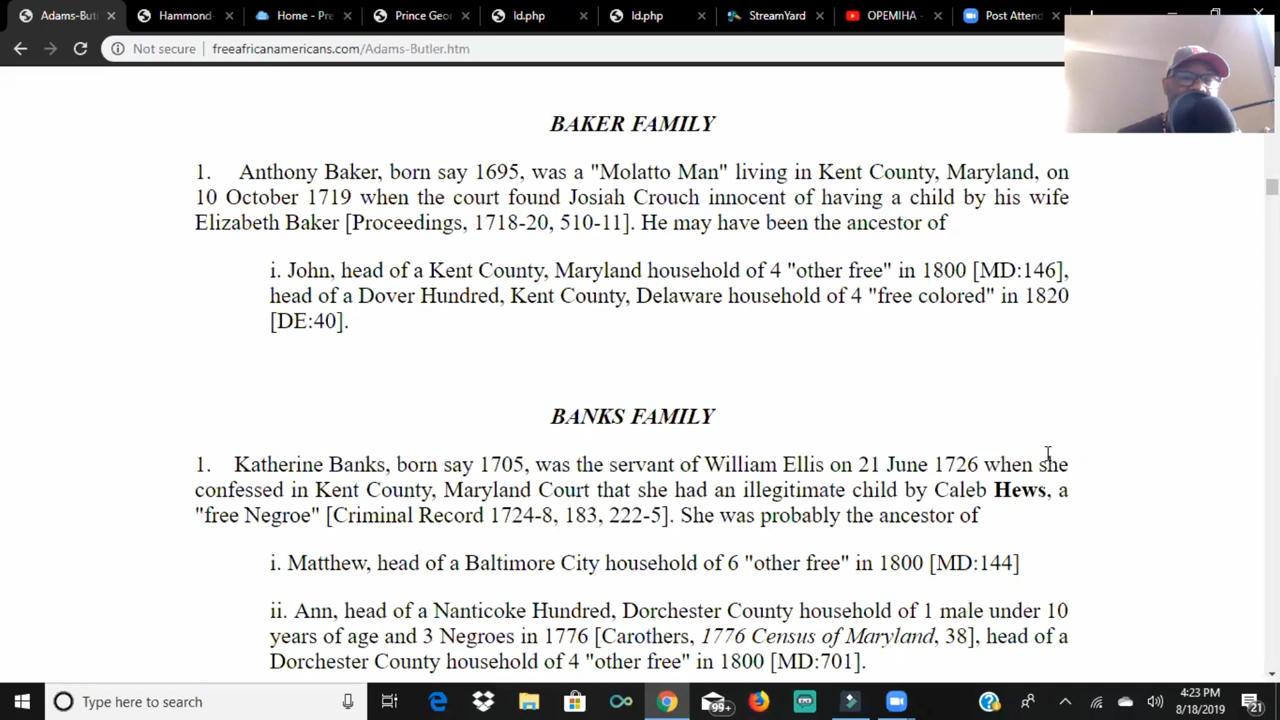 Adams-But
Hammond-
Home - Pre
Prince Geor
ld.php
ld.php
StreamYard
OPEMIHA -
Post Attend
Not secure | freeafricanamericans.com/Adams-Butler.htm
BAKER FAMILY
1. Anthony Baker, born say 1695, was a "Molatto Man" living in Kent County, Maryland, on
10 October 1719 when the court found Josiah Crouch innocent of having a child by his wife
Elizabeth Baker [Proceedings, 1718-20, 510-11]. He may have been the ancestor of
i. John, head of a Kent County, Maryland household of 4 "other free" in 1800 [MD:146],
head of a Dover Hundred, Kent County, Delaware household of 4 "free colored" in 1820
[DE:40].
BANKS FAMILY
1. Katherine Banks, born say 1705, was the servant of William Ellis on 21 June 1726 when she
confessed in Kent County, Maryland Court that she had an illegitimate child by Caleb Hews, a
"free Negroe" [Criminal Record 1724-8, 183, 222-5]. She was probably the ancestor of
i. Matthew, head of a Baltimore City household of 6 "other free" in 1800 [MD:144]
ii. Ann, head of a Nanticoke Hundred, Dorchester County household of 1 male under 10
years of age and 3 Negroes in 1776 [Carothers, 1776 Census of Maryland, 38], head of a
Dorchester County household of 4 "other free" in 1800 [MD:701].
Type here to search
99+
4:23 PM
8/18/2019
21